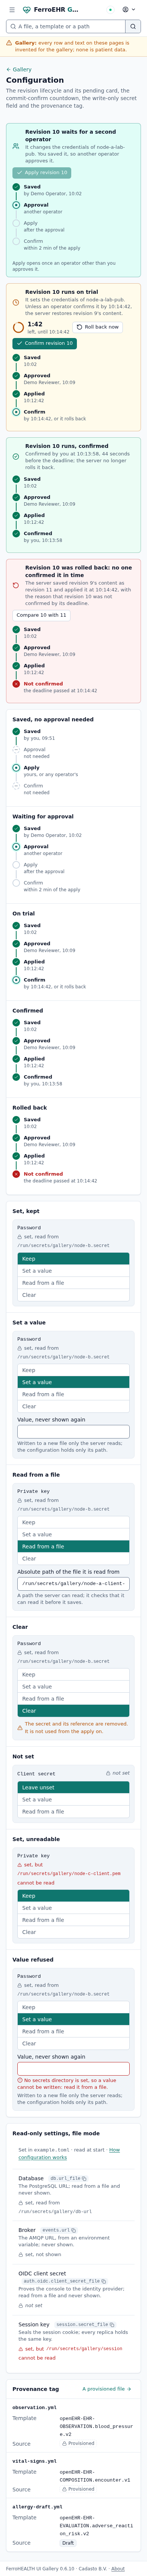 FerroEHR G...
A file, a template or a path
Gallery: every row and text on these pages is
invented for the gallery; none is patient data.
← Gallery
Configuration
The revision lifecycle and its pending card, the
commit-confirm countdown, the write-only secret
field and the provenance tag.
Revision 10 waits for a second
operator
It changes the credentials of node-a-lab-
pub. You saved it, so another operator
approves it.
Apply revision 10
Saved
by Demo Operator, 10:02
Approval
another operator
Apply
after the approval
Confirm
within 2 min of the apply
Apply opens once an operator other than you
approves it.
Revision 10 runs on trial
It sets the credentials of node-a-lab-pub.
Unless an operator confirms it by 10:14:42,
the server restores revision 9's content.
1:42
left, until 10:14:42
Roll back now
Confirm revision 10
Saved
10:02
Approved
Demo Reviewer, 10:09
Applied
10:12:42
Confirm
by 10:14:42, or it rolls back
Revision 10 runs, confirmed
Confirmed by you at 10:13:58, 44 seconds
before the deadline; the server no longer
rolls it back.
Saved
10:02
Approved
Demo Reviewer, 10:09
Applied
10:12:42
Confirmed
by you, 10:13:58
Revision 10 was rolled back: no one
confirmed it in time
The server saved revision 9's content as
revision 11 and applied it at 10:14:42, with
the reason that revision 10 was not
confirmed by its deadline.
Compare 10 with 11
Saved
10:02
Approved
Demo Reviewer, 10:09
Applied
10:12:42
Not confirmed
the deadline passed at 10:14:42
Saved, no approval needed
Saved
by you, 09:51
Approval
not needed
Apply
yours, or any operator's
Confirm
not needed
Waiting for approval
Saved
by Demo Operator, 10:02
Approval
another operator
Apply
after the approval
Confirm
within 2 min of the apply
On trial
Saved
10:02
Approved
Demo Reviewer, 10:09
Applied
10:12:42
Confirm
by 10:14:42, or it rolls back
Confirmed
Saved
10:02
Approved
Demo Reviewer, 10:09
Applied
10:12:42
Confirmed
by you, 10:13:58
Rolled back
Saved
10:02
Approved
Demo Reviewer, 10:09
Applied
10:12:42
Not confirmed
the deadline passed at 10:14:42
Set, kept
Password
set, read from
/run/secrets/gallery/node-b.secret
Keep
Set a value
Read from a file
Clear
Set a value
Password
set, read from
/run/secrets/gallery/node-b.secret
Keep
Set a value
Read from a file
Clear
Value, never shown again
Written to a new file only the server reads;
the configuration holds only its path.
Read from a file
Private key
set, read from
/run/secrets/gallery/node-b.secret
Keep
Set a value
Read from a file
Clear
Absolute path of the file it is read from
/run/secrets/gallery/node-a-client-
A path the server can read; it checks that it
can read it before it saves.
Clear
Password
set, read from
/run/secrets/gallery/node-b.secret
Keep
Set a value
Read from a file
Clear
The secret and its reference are removed.
It is not used from the apply on.
Not set
Client secret
not set
Leave unset
Set a value
Read from a file
Set, unreadable
Private key
set, but
/run/secrets/gallery/node-c-client.pem
cannot be read
Keep
Set a value
Read from a file
Clear
Value refused
Password
set, read from
/run/secrets/gallery/node-b.secret
Keep
Set a value
Read from a file
Clear
Value, never shown again
No secrets directory is set, so a value
cannot be written: read it from a file.
Written to a new file only the server reads;
the configuration holds only its path.
Read-only settings, file mode
Set in example.toml · read at start · How
configuration works
Database db.url_file
The PostgreSQL URL, read from a file and
never shown.
set, read from
/run/secrets/gallery/db-url
Broker events.url
The AMQP URL, from an environment
variable; never shown.
set, not shown
OIDC client secret
auth.oidc.client_secret_file
Proves the console to the identity provider;
read from a file and never shown.
not set
Session key session.secret_file
Seals the session cookie; every replica holds
the same key.
set, but /run/secrets/gallery/session
cannot be read
Provenance tag
A provisioned file →
observation.yml
Template
openEHR-EHR-
OBSERVATION.blood_pressur
e.v2
Source
Provisioned
vital-signs.yml
Template
openEHR-EHR-
COMPOSITION.encounter.v1
Source
Provisioned
allergy-draft.yml
Template
openEHR-EHR-
EVALUATION.adverse_reacti
on_risk.v2
Source
Draft
FerroEHR UI Gallery 0.6.10 · Cadasto B.V. · About